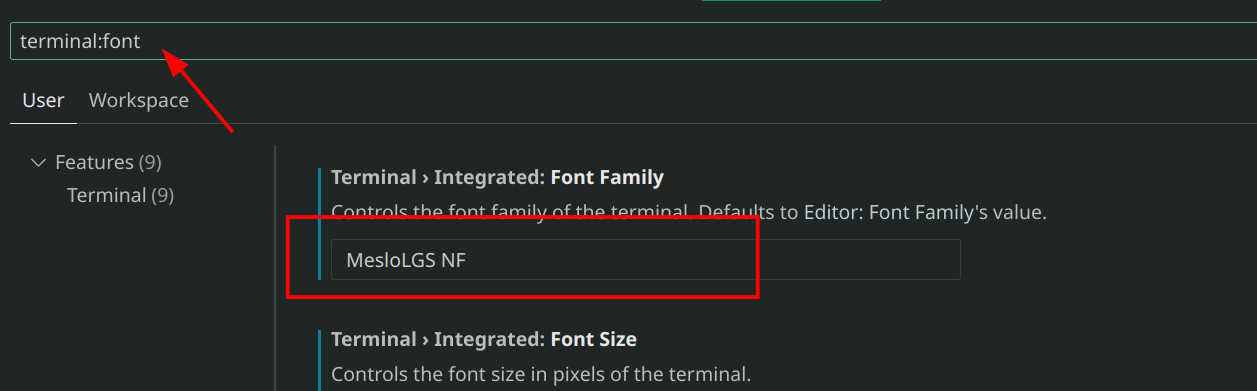 terminal:font
User Workspace
Features (9)
Terminal (9)
Terminal › Integrated: Font Family
Controls the font family of the terminal. Defaults to Editor: Font Family's value.
MesloLGS NF
Terminal › Integrated: Font Size
Controls the font size in pixels of the terminal.